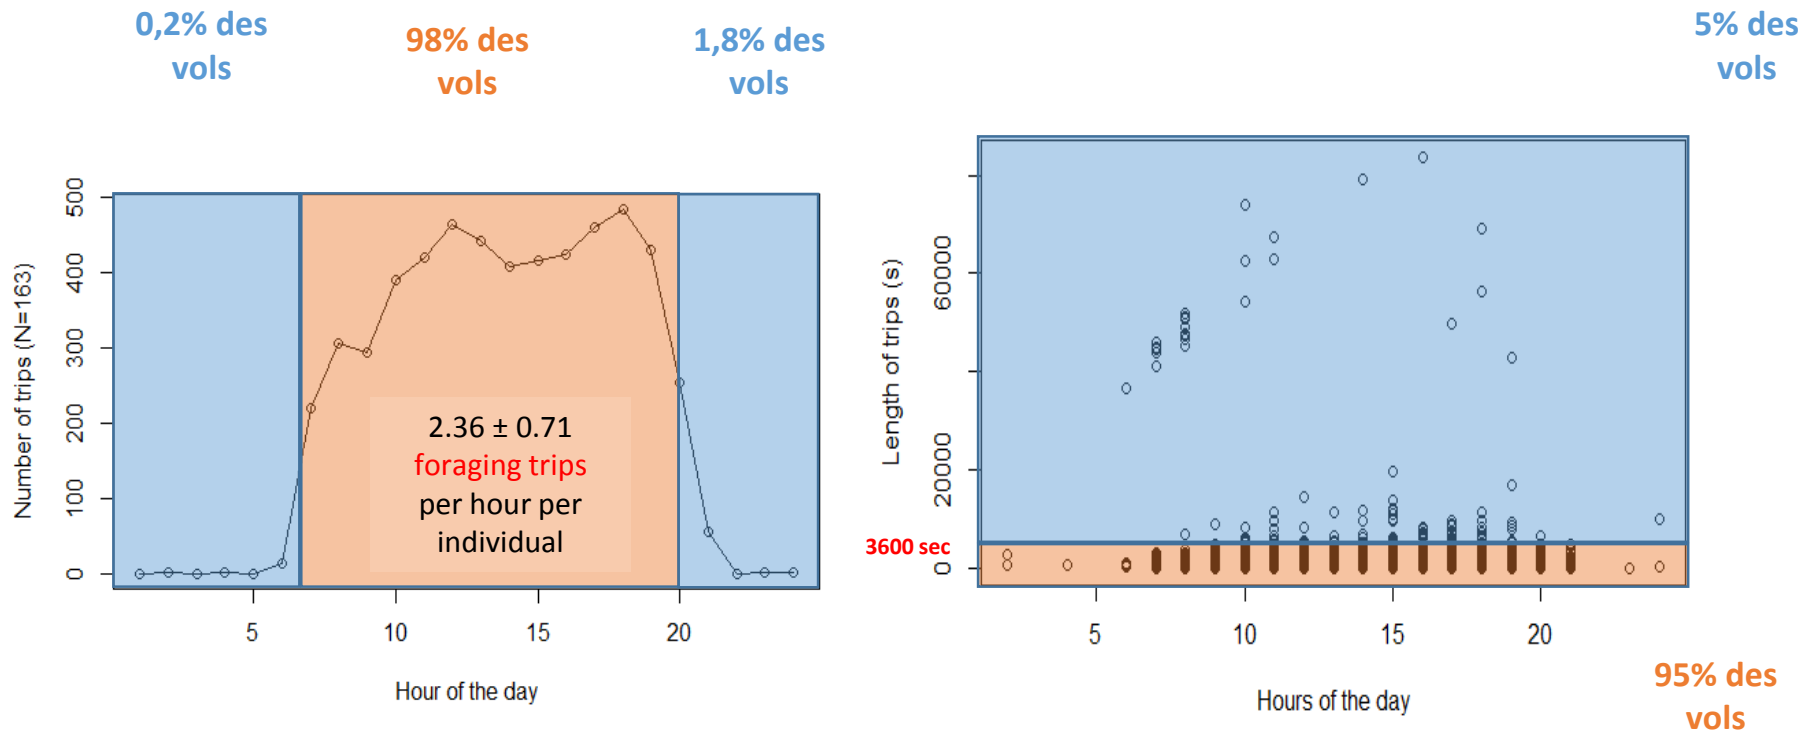 0,2% des
vols
98% des
vols
1,8% des
vols
5% des
vols
Number of trips (N=163)
500
400
300
200
100
0
2.36 ± 0.71
foraging trips
per hour per
individual
5
10
15
20
Hour of the day
Length of trips (s)
60000
20000
0
3600 sec
5
10
15
20
Hours of the day
95% des
vols